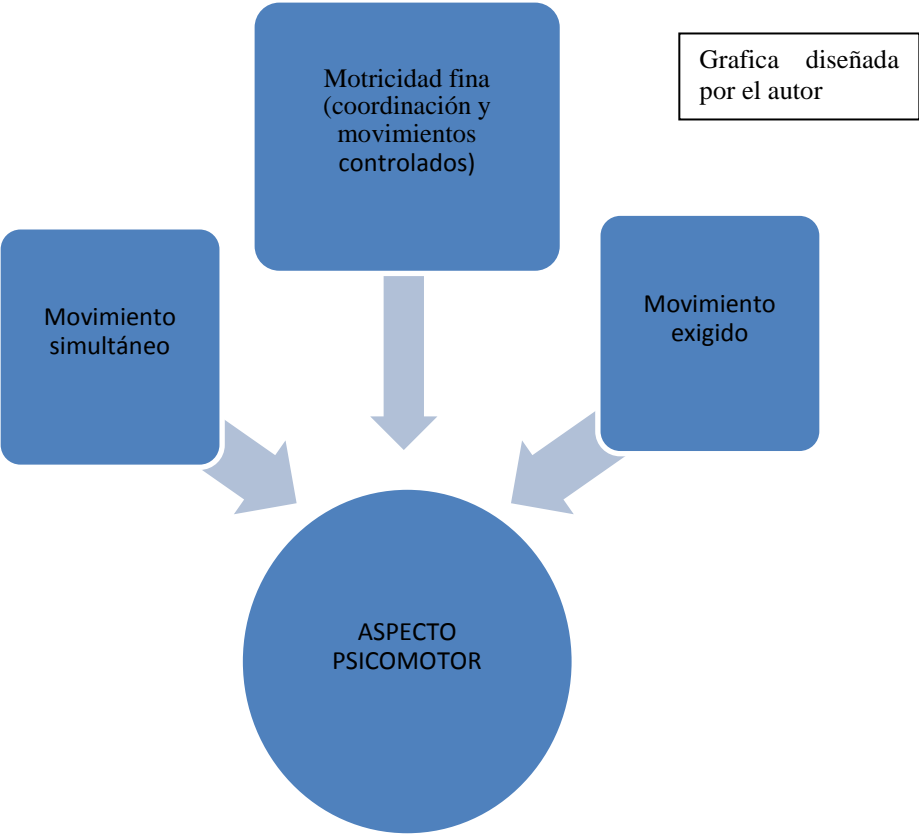 Motricidad fina
(coordinación y
movimientos
controlados)
Grafica diseñada
por el autor
Movimiento
simultáneo
Movimiento
exigido
ASPECTO
PSICOMOTOR